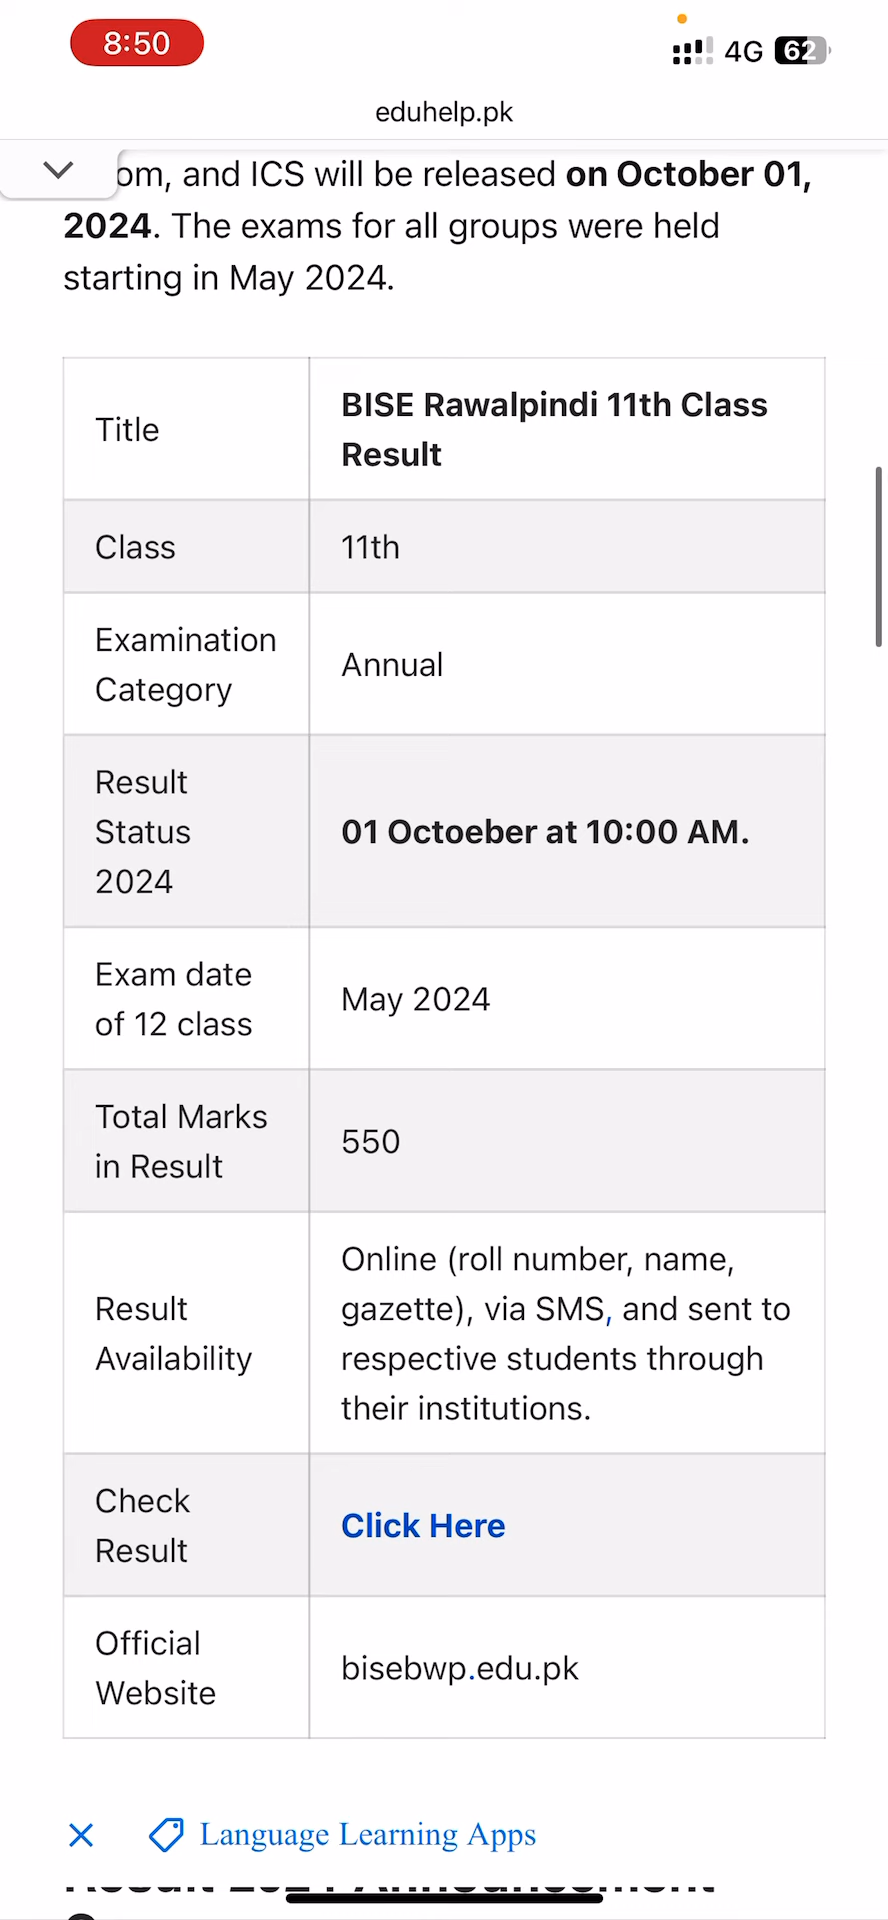 8:50
4G 62
eduhelp.pk
om, and ICS will be released on October 01,
2024. The exams for all groups were held
starting in May 2024.
Title
BISE Rawalpindi 11th Class
Result
Class
11th
Examination
Category
Annual
Result
Status
2024
01 Octoeber at 10:00 AM.
Exam date
of 12 class
May 2024
Total Marks
in Result
550
Result
Availability
Online (roll number, name,
gazette), via SMS, and sent to
respective students through
their institutions.
Check
Result
Click Here
Official
Website
bisebwp.edu.pk
Language Learning Apps